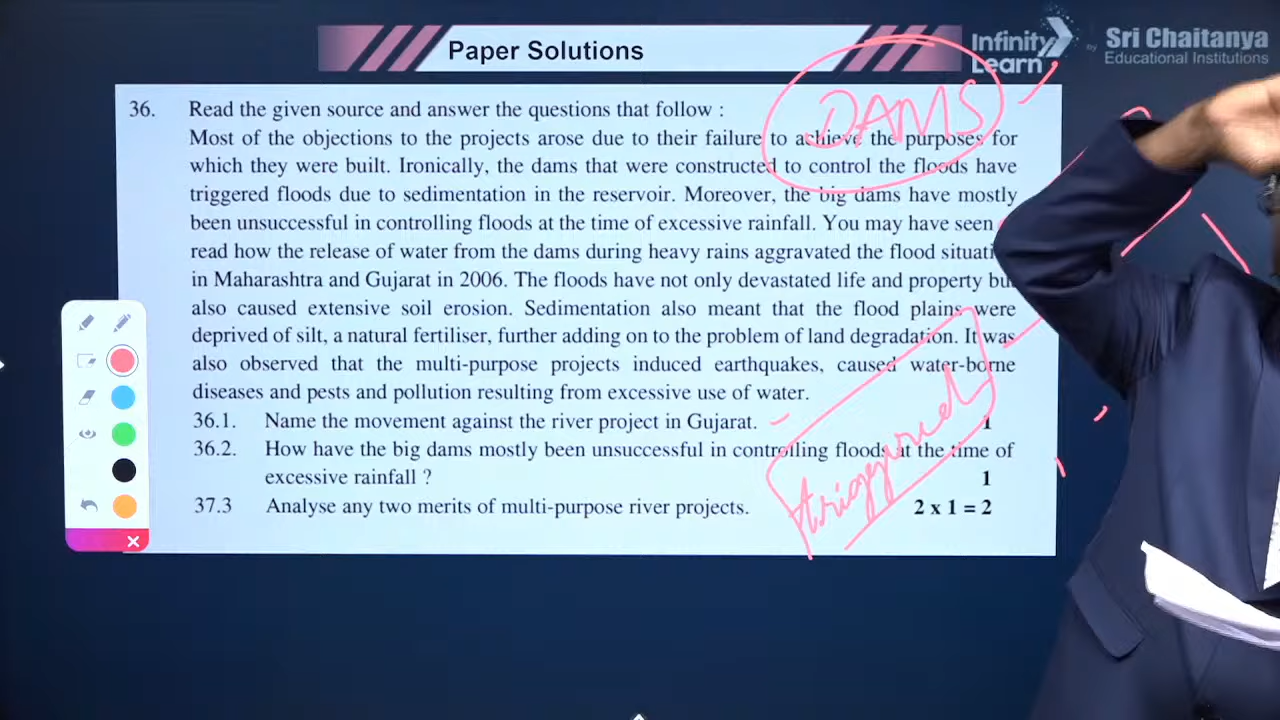 Paper Solutions
Infinity Learn
by Sri Chaitanya
Educational Institutions
DAMS
36. Read the given source and answer the questions that follow :
Most of the objections to the projects arose due to their failure to achieve the purposes for
which they were built. Ironically, the dams that were constructed to control the floods have
triggered floods due to sedimentation in the reservoir. Moreover, the big dams have mostly
been unsuccessful in controlling floods at the time of excessive rainfall. You may have seen
read how the release of water from the dams during heavy rains aggravated the flood situati
in Maharashtra and Gujarat in 2006. The floods have not only devastated life and property bu
also caused extensive soil erosion. Sedimentation also meant that the flood plains were
deprived of silt, a natural fertiliser, further adding on to the problem of land degradation. It was
also observed that the multi-purpose projects induced earthquakes, caused water-borne
diseases and pests and pollution resulting from excessive use of water.
36.1. Name the movement against the river project in Gujarat. 1
36.2. How have the big dams mostly been unsuccessful in controlling floods at the time of
excessive rainfall ? 1
37.3 Analyse any two merits of multi-purpose river projects. 2 x 1 = 2
triggered